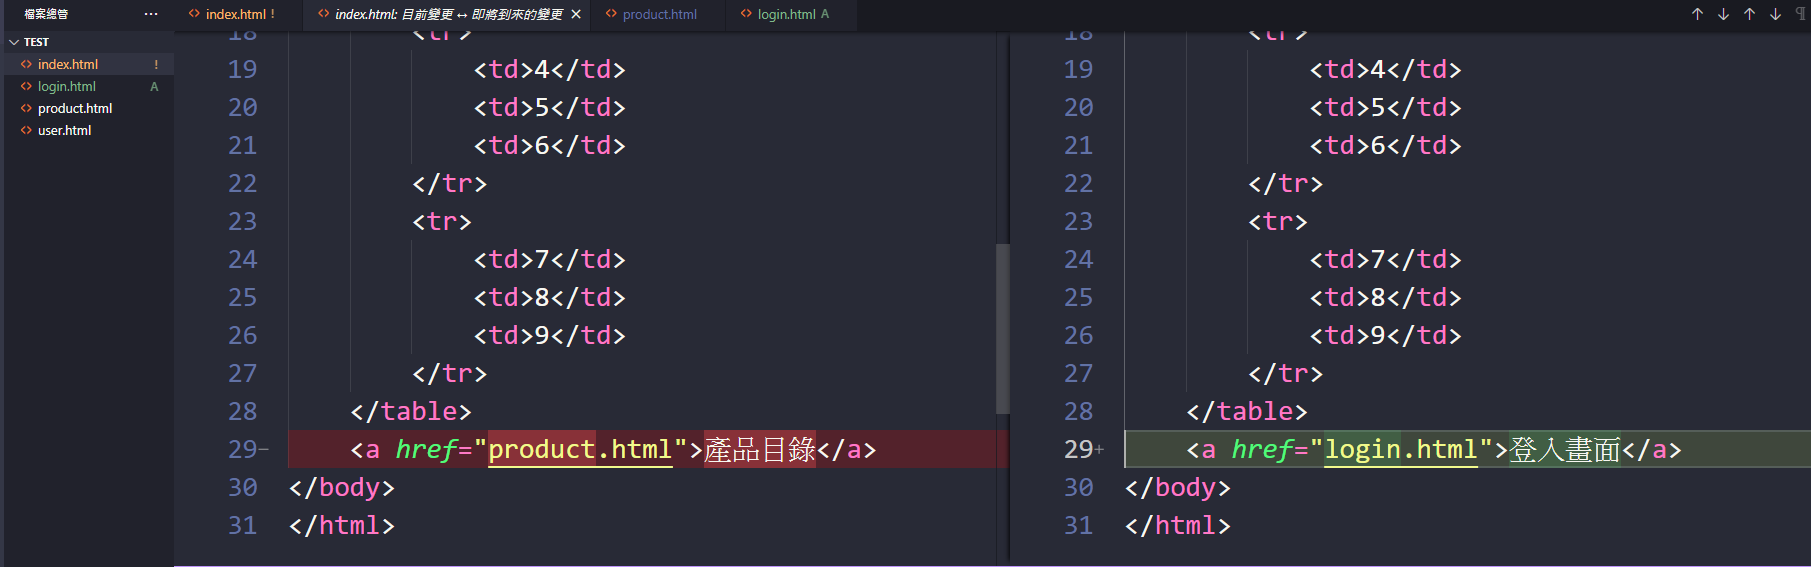 檔案總管 ···
TEST
index.html !
login.html A
product.html
user.html
index.html !
index.html: 目前變更 ↔ 即將到來的變更 ×
product.html
login.html A
↑ ↓ ↑ ↓ ¶
18 <tr>
19 <td>4</td>
20 <td>5</td>
21 <td>6</td>
22 </tr>
23 <tr>
24 <td>7</td>
25 <td>8</td>
26 <td>9</td>
27 </tr>
28 </table>
29− <a href="product.html">產品目錄</a>
30 </body>
31 </html>
18 <tr>
19 <td>4</td>
20 <td>5</td>
21 <td>6</td>
22 </tr>
23 <tr>
24 <td>7</td>
25 <td>8</td>
26 <td>9</td>
27 </tr>
28 </table>
29+ <a href="login.html">登入畫面</a>
30 </body>
31 </html>